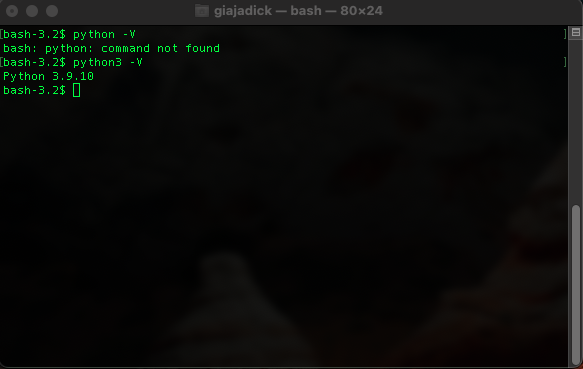 giajadick — bash — 80×24
[bash-3.2$ python -V ]
bash: python: command not found
[bash-3.2$ python3 -V ]
Python 3.9.10
bash-3.2$